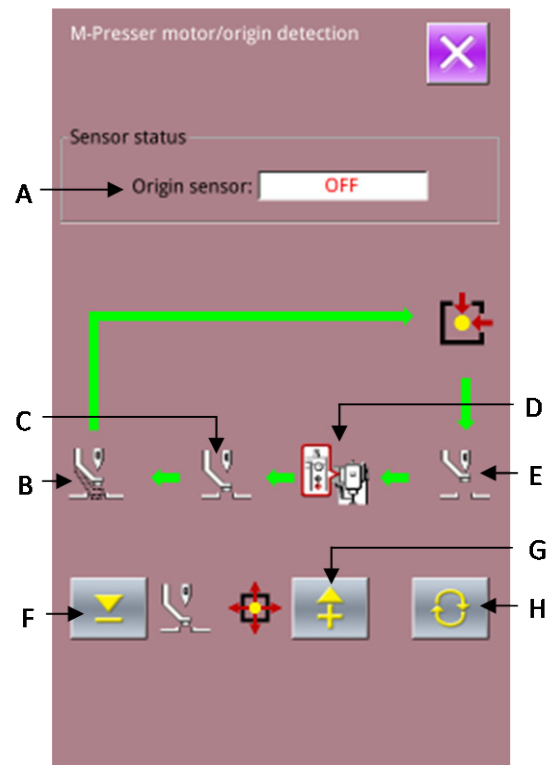 M-Presser motor/origin detection
Sensor status
A
Origin sensor: OFF
C
D
B
E
G
F
H